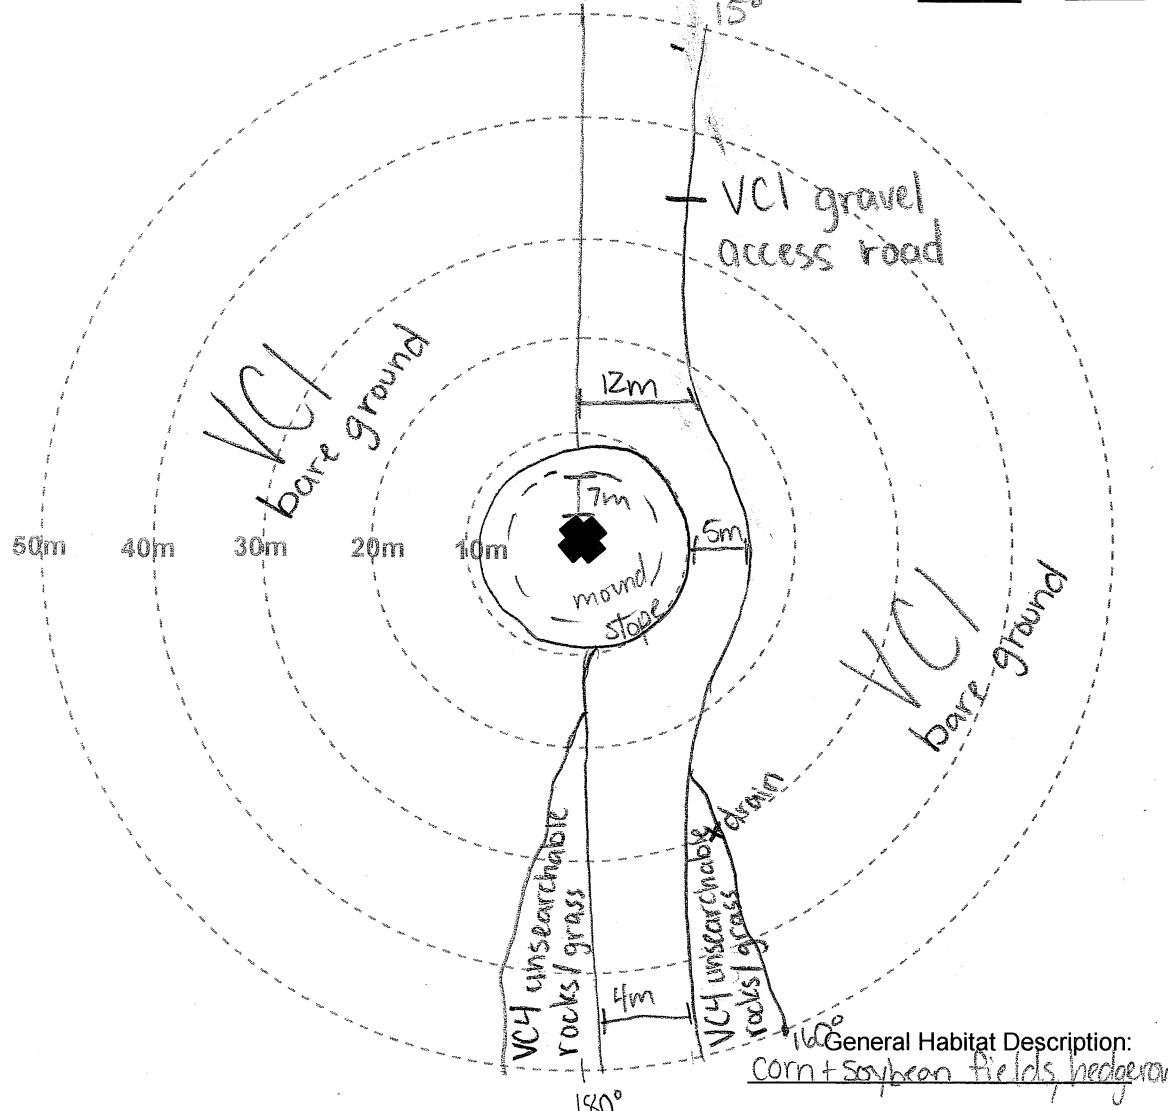 15°
VC1 gravel
access road
VC1
bare ground
12m
7m
50m 40m 30m 20m 10m
5m
mound
slope
VC1
bare ground
drain
VC4 unsearchable
rocks/grass
VC4 unsearchable
rocks/grass
4m
160°
General Habitat Description:
corn + soybean fields, hedgerow
180°